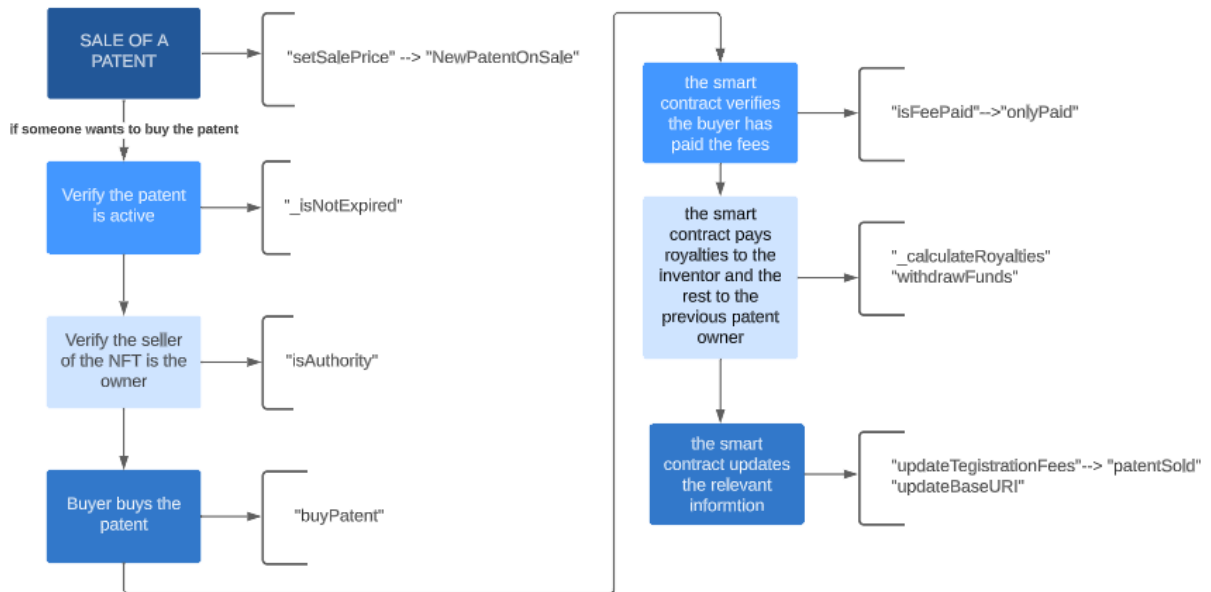 SALE OF A
PATENT
"setSalePrice" --> "NewPatentOnSale"
if someone wants to buy the patent
Verify the patent
is active
"_isNotExpired"
Verify the seller
of the NFT is the
owner
"isAuthority"
Buyer buys the
patent
"buyPatent"
the smart
contract verifies
the buyer has
paid the fees
"isFeePaid"-->"onlyPaid"
the smart
contract pays
royalties to the
inventor and the
rest to the
previous patent
owner
"_calculateRoyalties"
"withdrawFunds"
the smart
contract updates
the relevant
informtion
"updateTegistrationFees"--> "patentSold"
"updateBaseURI"